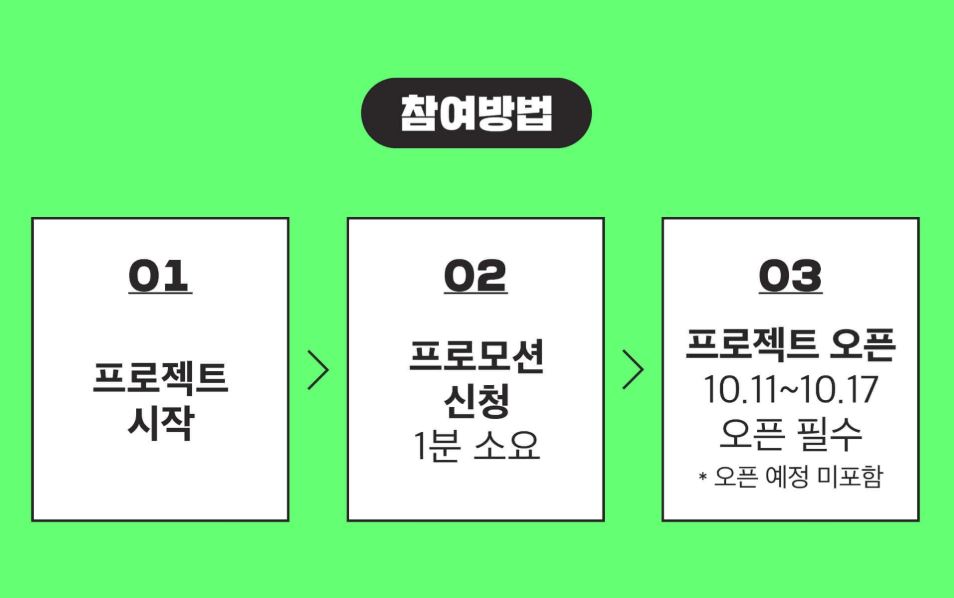 참여방법
01
프로젝트
시작
02
프로모션
신청
1분 소요
03
프로젝트 오픈
10.11~10.17
오픈 필수
* 오픈 예정 미포함